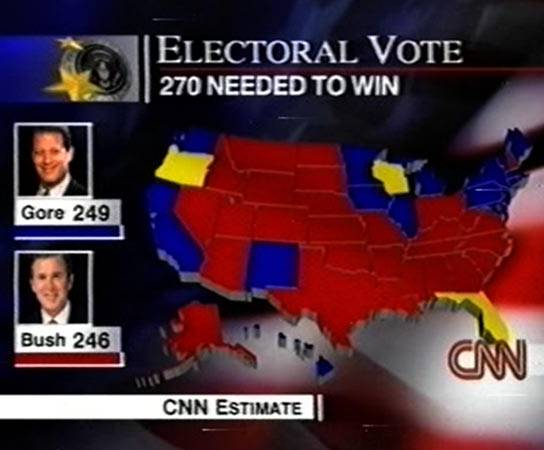 ELECTORAL VOTE
270 NEEDED TO WIN
Gore 249
Bush 246
CNN
CNN ESTIMATE